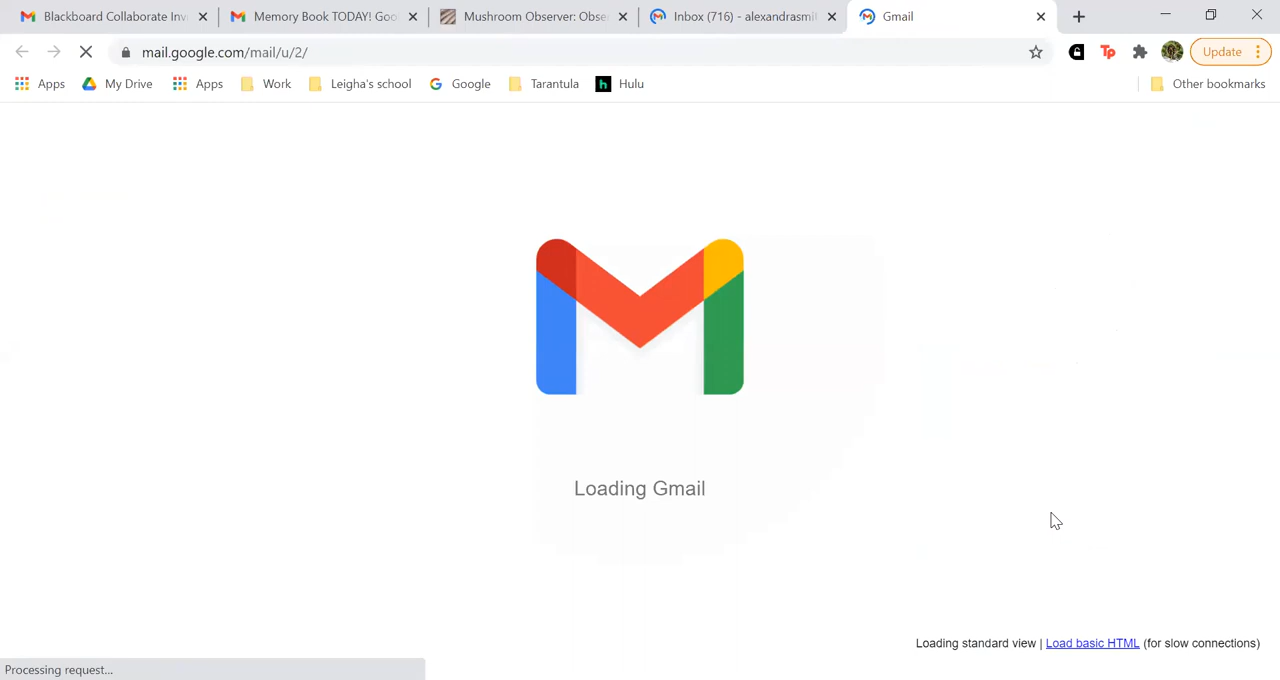 Blackboard Collaborate Inv
Memory Book TODAY! Goo
Mushroom Observer: Obse
Inbox (716) - alexandrasmi
Gmail
mail.google.com/mail/u/2/
Tp
Update
Apps
My Drive
Apps
Work
Leigha's school
Google
Tarantula
h
Hulu
Other bookmarks
Loading Gmail
Loading standard view | Load basic HTML (for slow connections)
Processing request...